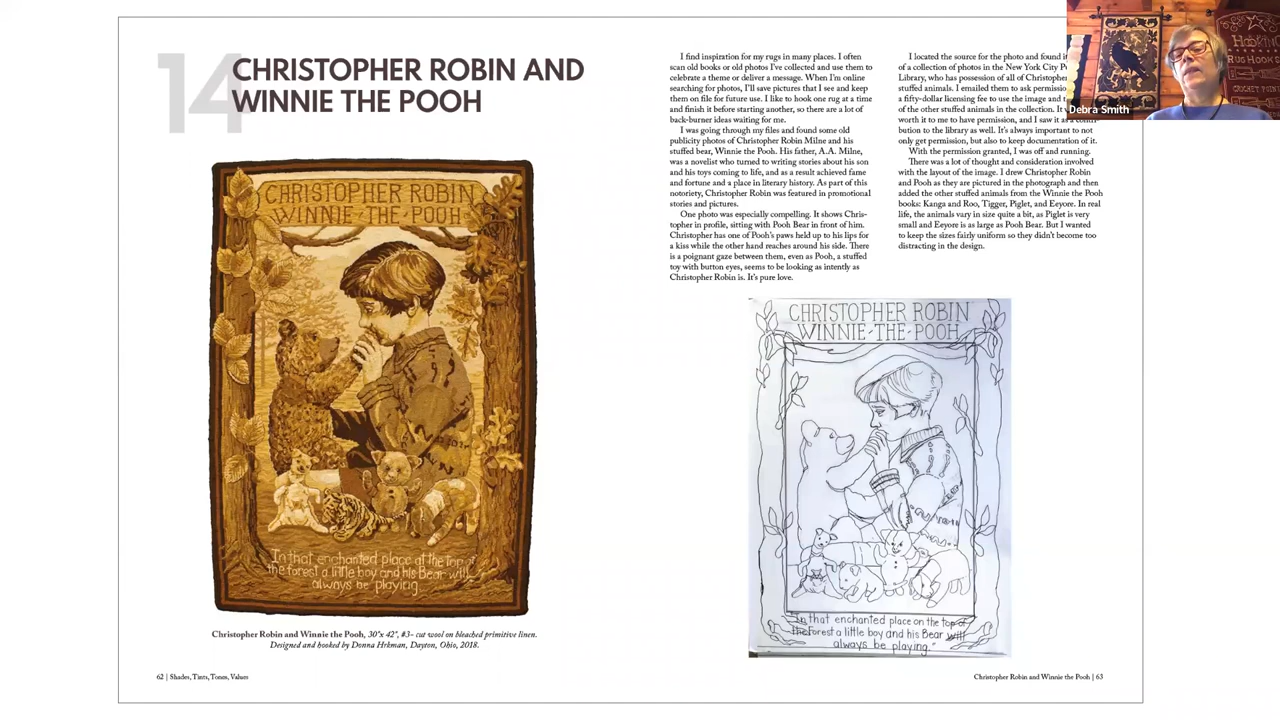 14
CHRISTOPHER ROBIN AND
WINNIE THE POOH
CHRISTOPHER ROBIN
WINNIE-THE-POOH
In that enchanted place at the top of
the forest a little boy and his Bear will
always be playing.
Christopher Robin and Winnie the Pooh, 30"x 42", #3- cut wool on bleached primitive linen.
Designed and hooked by Donna Hrkman, Dayton, Ohio, 2018.
62 | Shades, Tints, Tones, Values
I find inspiration for my rugs in many places. I often
scan old books or old photos I've collected and use them to
celebrate a theme or deliver a message. When I'm online
searching for photos, I'll save pictures that I see and keep
them on file for future use. I like to hook one rug at a time
and finish it before starting another, so there are a lot of
back-burner ideas waiting for me.
I was going through my files and found some old
publicity photos of Christopher Robin Milne and his
stuffed bear, Winnie the Pooh. His father, A.A. Milne,
was a novelist who turned to writing stories about his son
and his toys coming to life, and as a result achieved fame
and fortune and a place in literary history. As part of this
notoriety, Christopher Robin was featured in promotional
stories and pictures.
One photo was especially compelling. It shows Chris-
topher in profile, sitting with Pooh Bear in front of him.
Christopher has one of Pooh's paws held up to his lips for
a kiss while the other hand reaches around his side. There
is a poignant gaze between them, even as Pooh, a stuffed
toy with button eyes, seems to be looking as intently as
Christopher Robin is. It's pure love.
I located the source for the photo and found it
of a collection of photos in the New York City
Library, who has possession of all of Christopher
stuffed animals. I emailed them to ask
a fifty-dollar licensing fee to use the image and
of the other stuffed animals in the collection. It
worth it to me to have permission, and I saw it as a
bution to the library as well. It's always important to not
only get permission, but also to keep documentation of it.
With the permission granted, I was off and running.
There was a lot of thought and consideration involved
with the layout of the image. I drew Christopher Robin
and Pooh as they are pictured in the photograph and then
added the other stuffed animals from the Winnie the Pooh
books: Kanga and Roo, Tigger, Piglet, and Eeyore. In real
life, the animals vary in size quite a bit, as Piglet is very
small and Eeyore is as large as Pooh Bear. But I wanted
to keep the sizes fairly uniform so they didn't become too
distracting in the design.
CHRISTOPHER ROBIN
WINNIE-THE-POOH
"In that enchanted place on the top of
the forest a little boy and his Bear will
always be playing."
Christopher Robin and Winnie the Pooh | 63
HOOKING
RUG HOOKS
CROCHET
Debra Smith